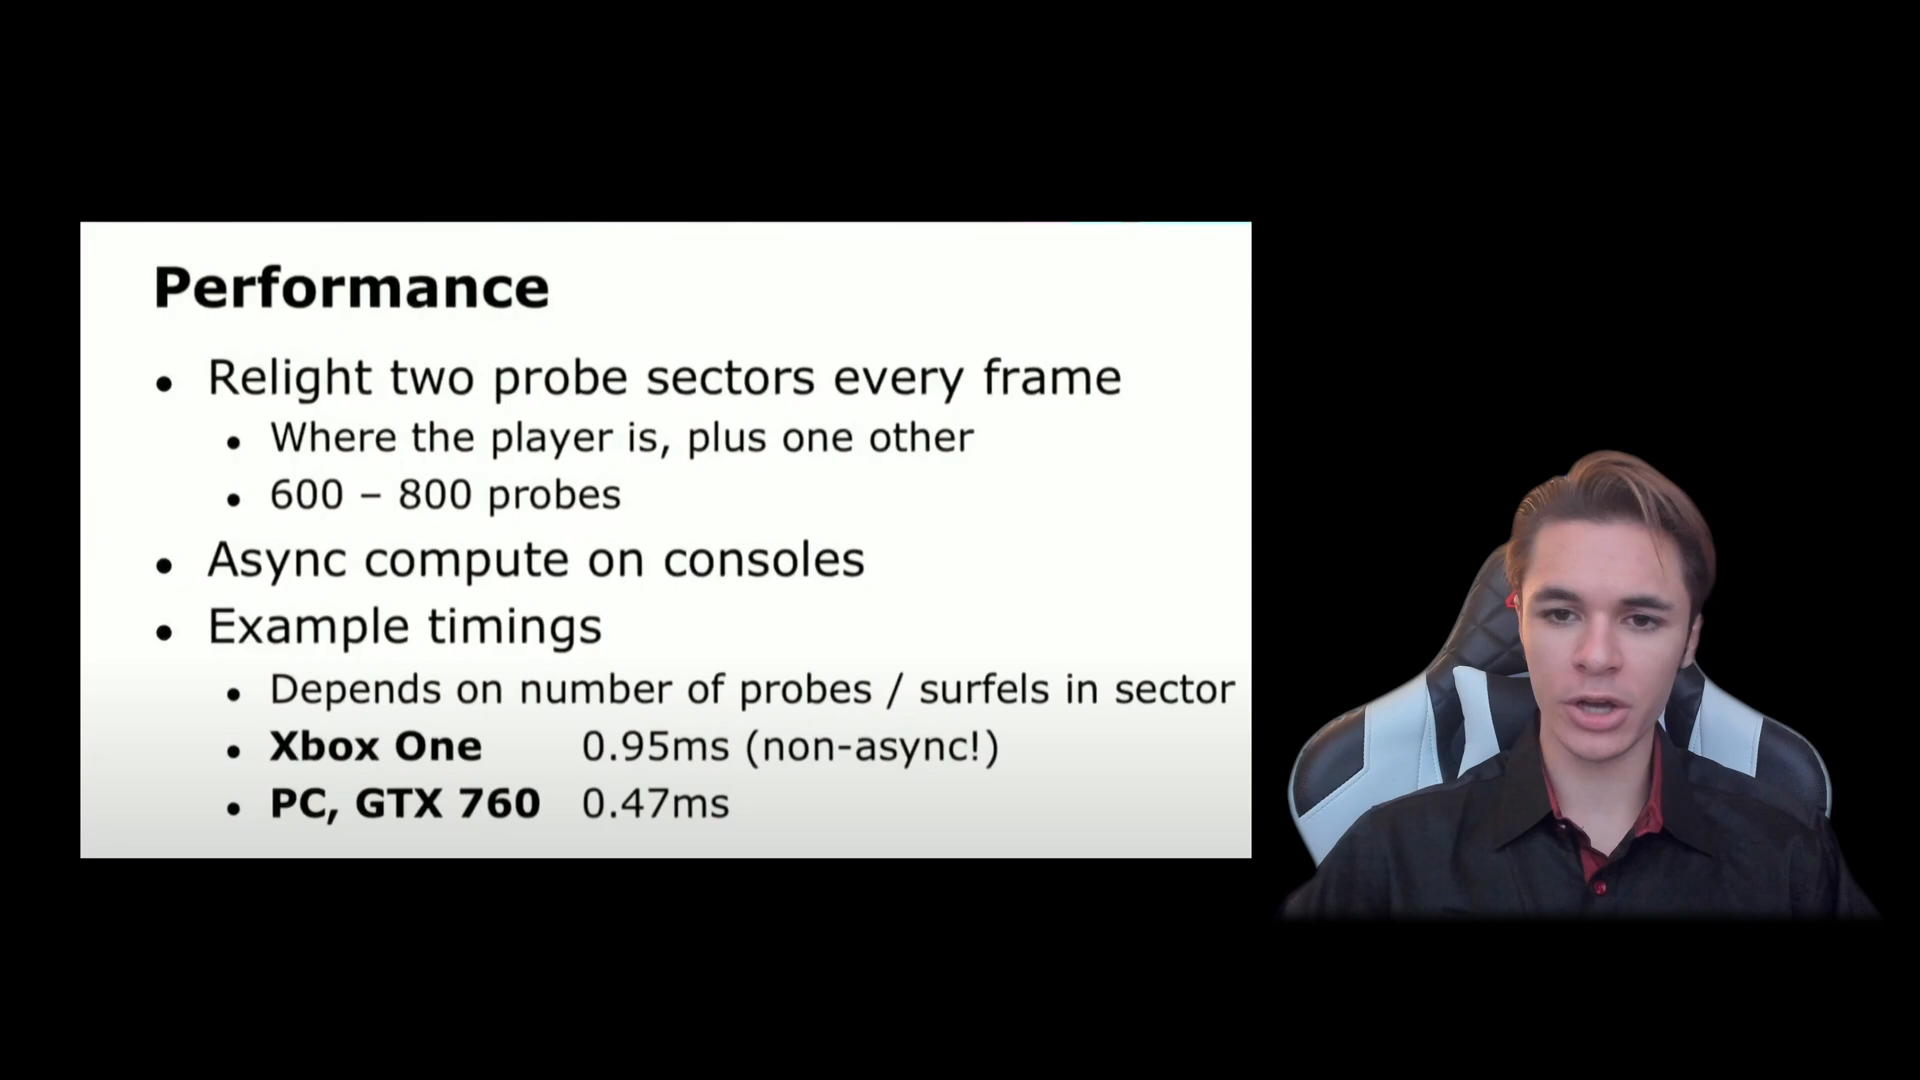 Performance
• Relight two probe sectors every frame
• Where the player is, plus one other
• 600 – 800 probes
• Async compute on consoles
• Example timings
• Depends on number of probes / surfels in sector
• Xbox One 0.95ms (non-async!)
• PC, GTX 760 0.47ms